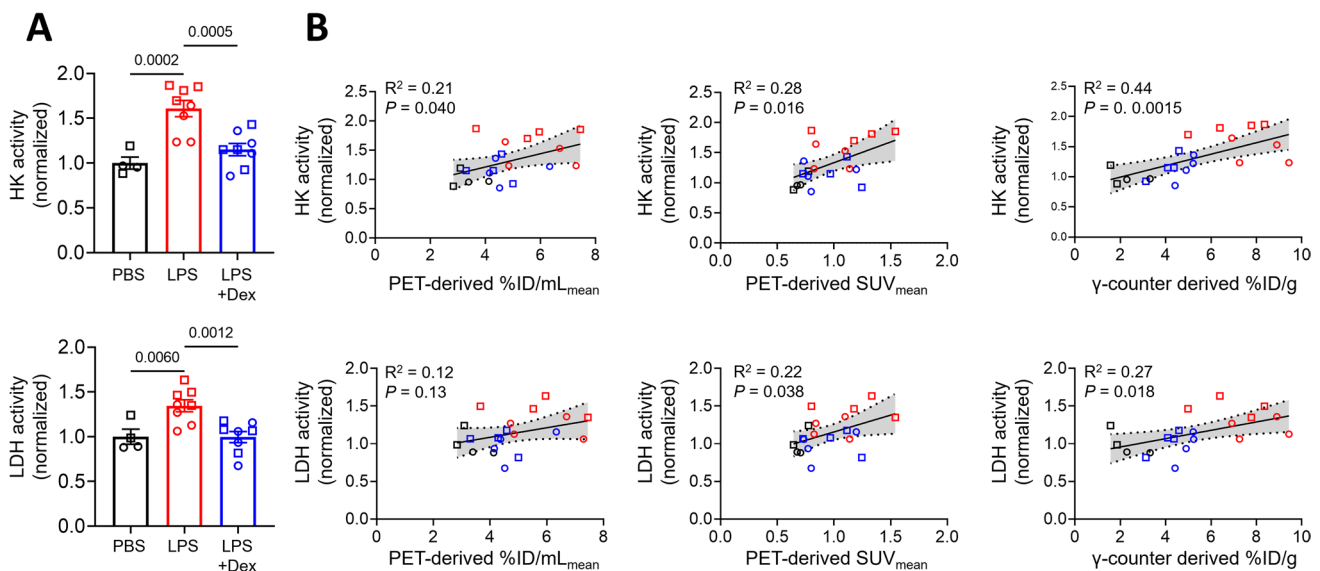 A
B
0.0005
0.0002
HK activity
(normalized)
2.0
1.5
1.0
0.5
0.0
PBS
LPS
LPS
+Dex
R² = 0.21
P = 0.040
HK activity
(normalized)
2.5
2.0
1.5
1.0
0.5
0.0
0
2
4
6
8
PET-derived %ID/mLmean
R² = 0.28
P = 0.016
HK activity
(normalized)
2.5
2.0
1.5
1.0
0.5
0.0
0.0
0.5
1.0
1.5
2.0
PET-derived SUVmean
R² = 0.44
P = 0. 0.0015
HK activity
(normalized)
2.5
2.0
1.5
1.0
0.5
0.0
0
2
4
6
8
10
γ-counter derived %ID/g
0.0012
0.0060
LDH activity
(normalized)
2.0
1.5
1.0
0.5
0.0
PBS
LPS
LPS
+Dex
R² = 0.12
P = 0.13
LDH activity
(normalized)
2.0
1.5
1.0
0.5
0.0
0
2
4
6
8
PET-derived %ID/mLmean
R² = 0.22
P = 0.038
LDH activity
(normalized)
2.0
1.5
1.0
0.5
0.0
0.0
0.5
1.0
1.5
2.0
PET-derived SUVmean
R² = 0.27
P = 0.018
LDH activity
(normalized)
2.0
1.5
1.0
0.5
0.0
0
2
4
6
8
10
γ-counter derived %ID/g